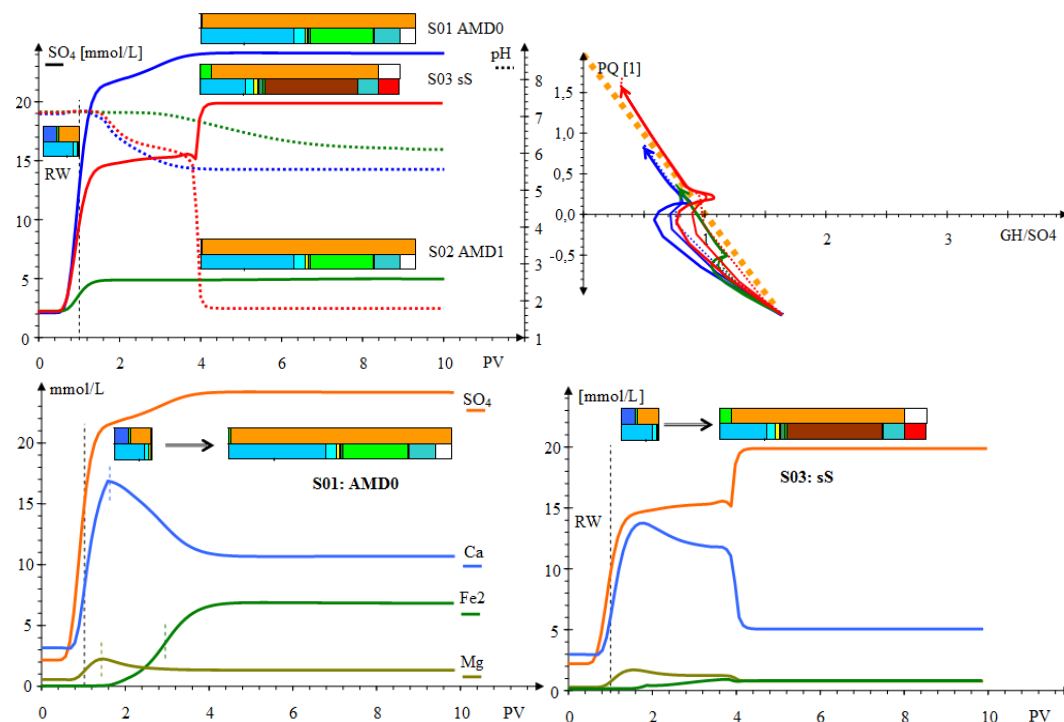 SO4 [mmol/L]
S01 AMD0
pH
S03 sS
RW
S02 AMD1
20
15
10
5
0
8
7
6
5
4
3
2
1
0
2
4
6
8
10
PV
PQ [1]
1,5
1,0
0,5
0,0
-0,5
1
2
3
GH/SO4
mmol/L
SO4
20
15
10
5
0
S01: AMD0
Ca
Fe2
Mg
0
2
4
6
8
10
PV
[mmol/L]
20
15
10
5
0
RW
S03: sS
0
2
4
6
8
10
PV